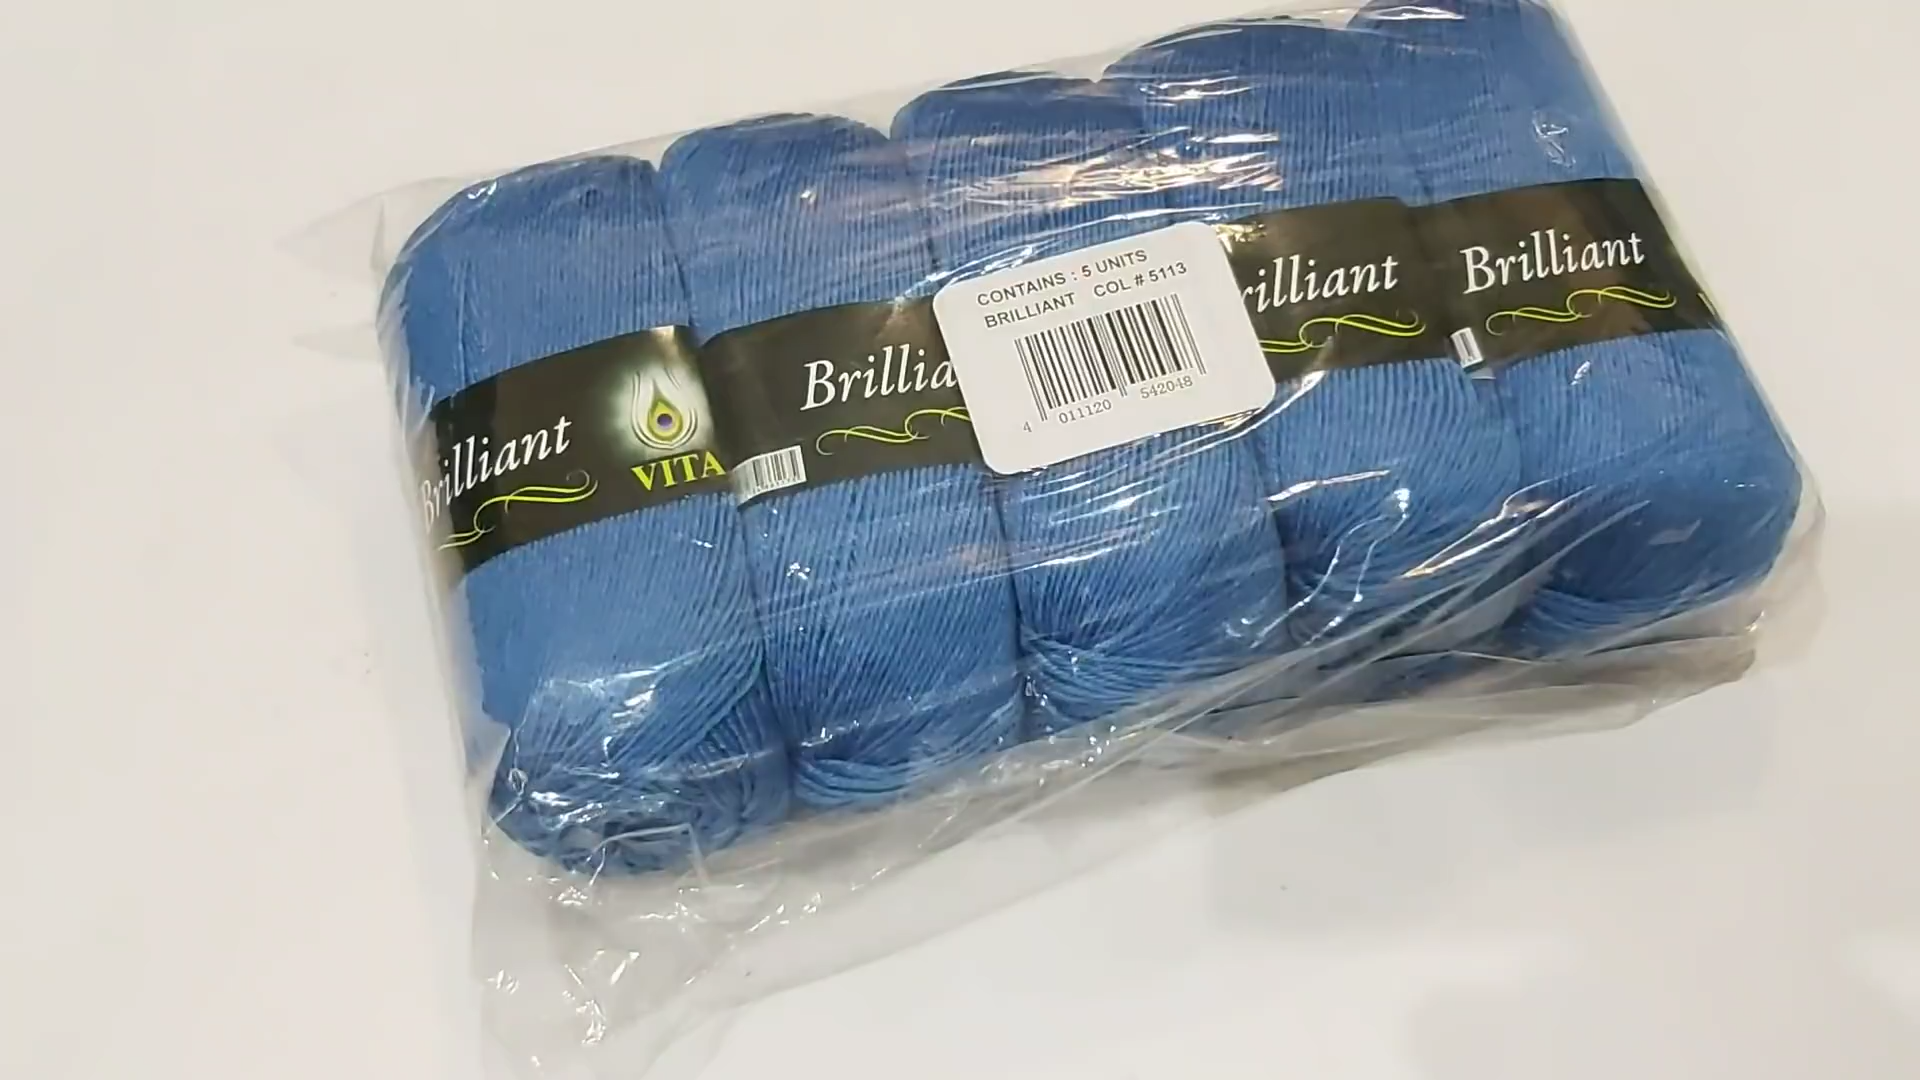 Brilliant
VITA
Brillia
CONTAINS : 5 UNITS
BRILLIANT COL # 5113
4 011120 542048
rilliant
Brilliant